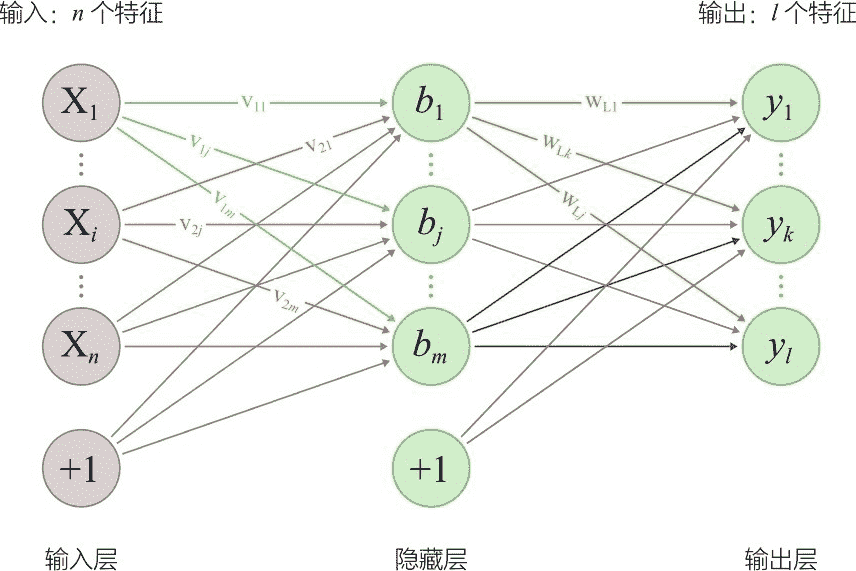 输入：n 个特征
输出：l 个特征
X1 v11 b1 wL1 y1
v1j v21 wLk
v1m wLj
Xi v2j bj yk
v2m
Xn bm yl
+1 +1
输入层 隐藏层 输出层